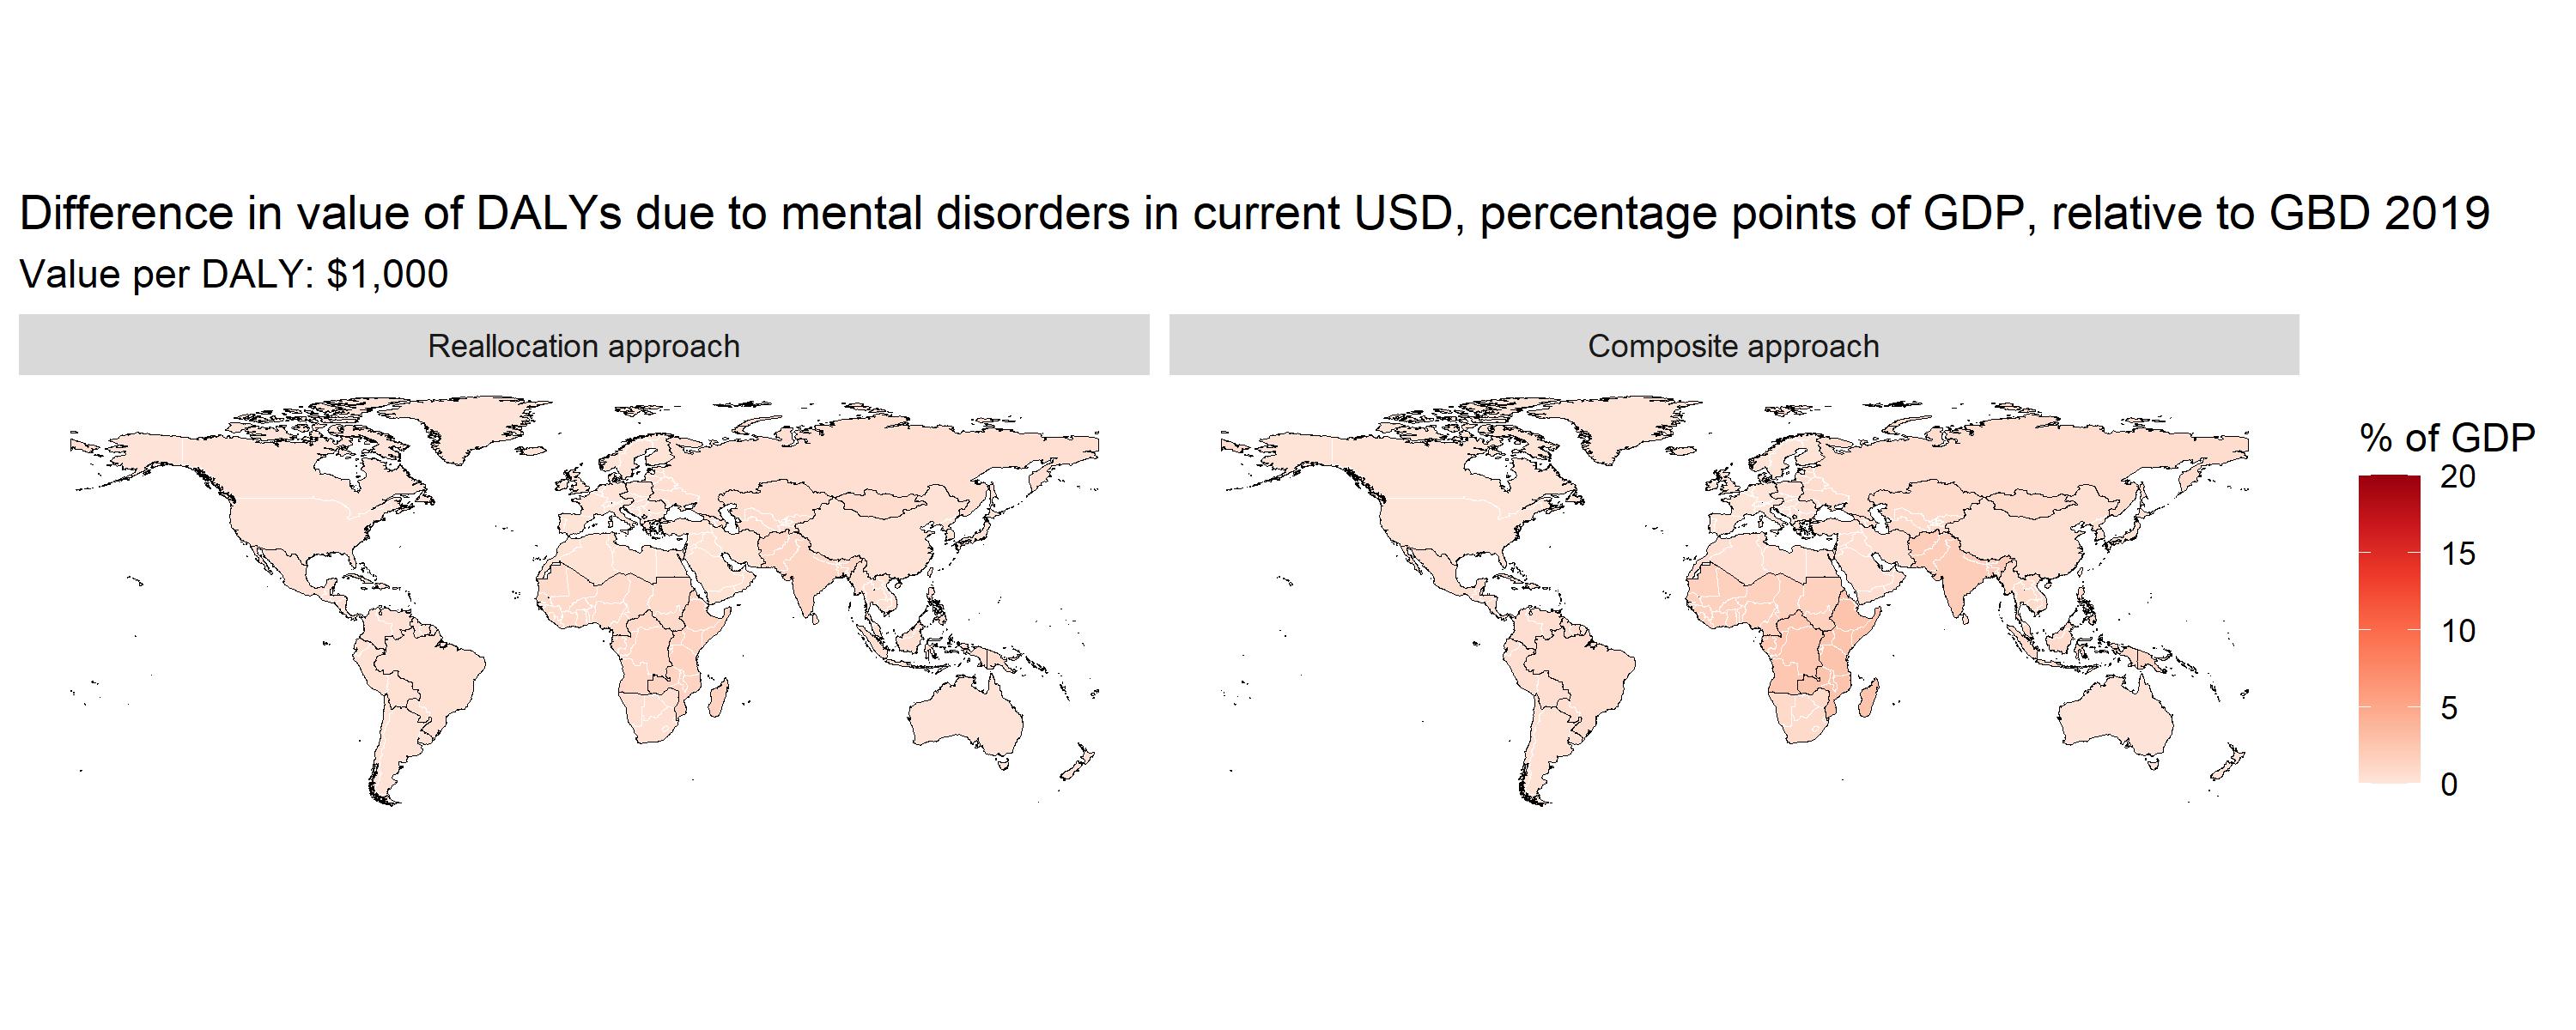 Difference in value of DALYs due to mental disorders in current USD, percentage points of GDP, relative to GBD 2019
Value per DALY: $1,000
Reallocation approach
Composite approach
% of GDP
20
15
10
5
0